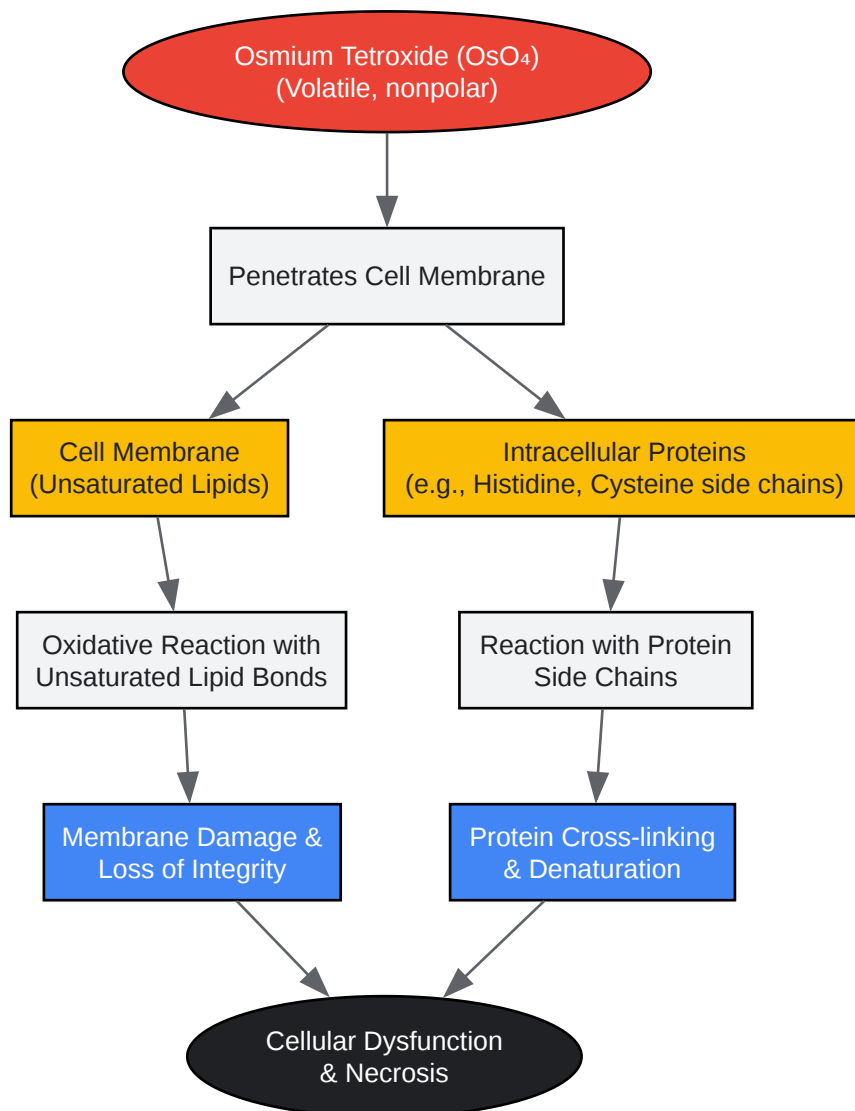 Osmium Tetroxide (OsO₄)
(Volatile, nonpolar)
Penetrates Cell Membrane
Cell Membrane
(Unsaturated Lipids)
Intracellular Proteins
(e.g., Histidine, Cysteine side chains)
Oxidative Reaction with
Unsaturated Lipid Bonds
Reaction with Protein
Side Chains
Membrane Damage &
Loss of Integrity
Protein Cross-linking
& Denaturation
Cellular Dysfunction
& Necrosis